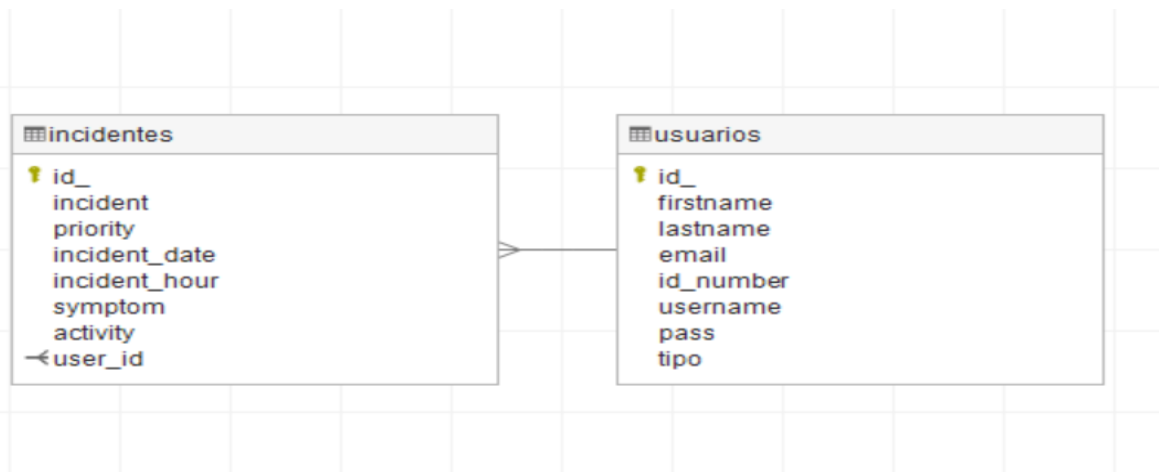 incidentes
id_
incident
priority
incident_date
incident_hour
symptom
activity
user_id
usuarios
id_
firstname
lastname
email
id_number
username
pass
tipo